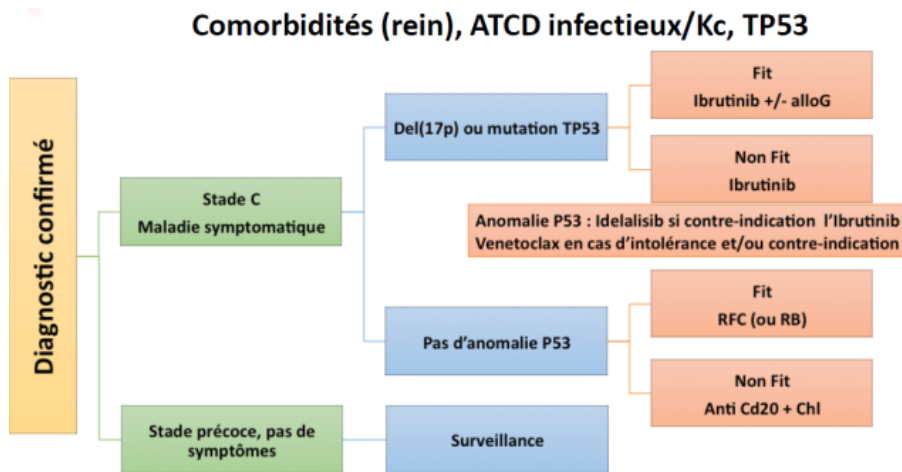 Comorbidités (rein), ATCD infectieux/Kc, TP53
Diagnostic confirmé
Stade C
Maladie symptomatique
Del(17p) ou mutation TP53
Fit
Ibrutinib +/- alloG
Non Fit
Ibrutinib
Anomalie P53 : Idelalisib si contre-indication l'Ibrutinib
Venetoclax en cas d'intolérance et/ou contre-indication
Pas d'anomalie P53
Fit
RFC (ou RB)
Non Fit
Anti Cd20 + Chl
Stade précoce, pas de
symptômes
Surveillance